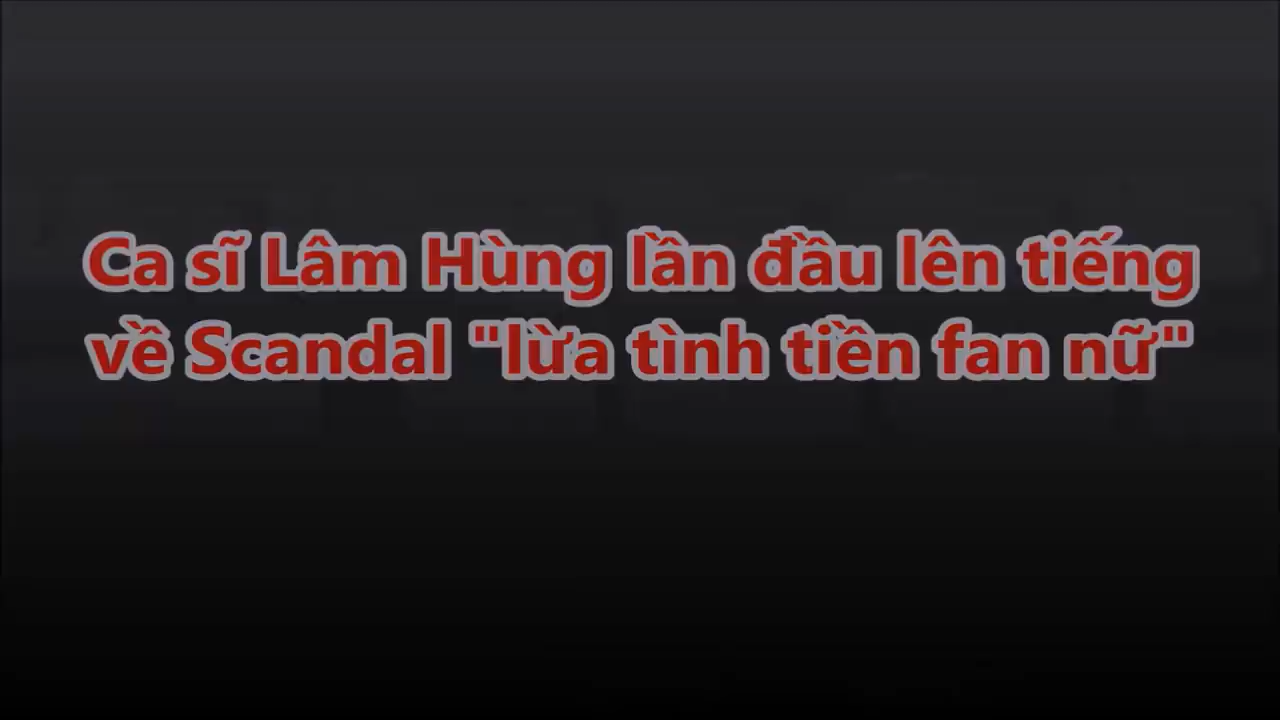 Ca sĩ Lâm Hùng lần đầu lên tiếng
về Scandal "lừa tình tiền fan nữ"